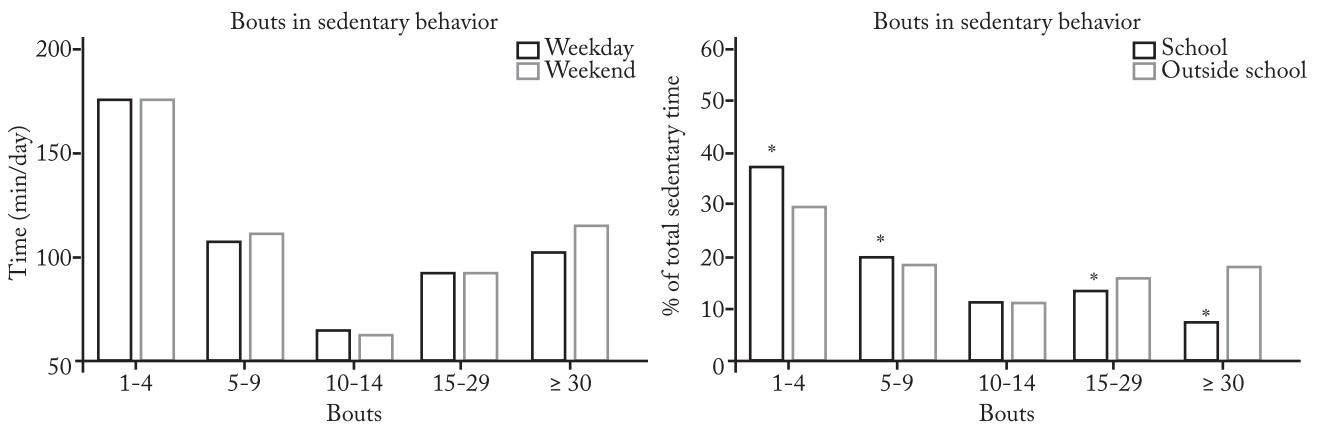 Bouts in sedentary behavior
Weekday
Weekend
Time (min/day)
200
150
100
50
1-4 5-9 10-14 15-29 ≥ 30
Bouts
Bouts in sedentary behavior
School
Outside school
% of total sedentary time
60
50
40
30
20
10
0
* * * *
1-4 5-9 10-14 15-29 ≥ 30
Bouts